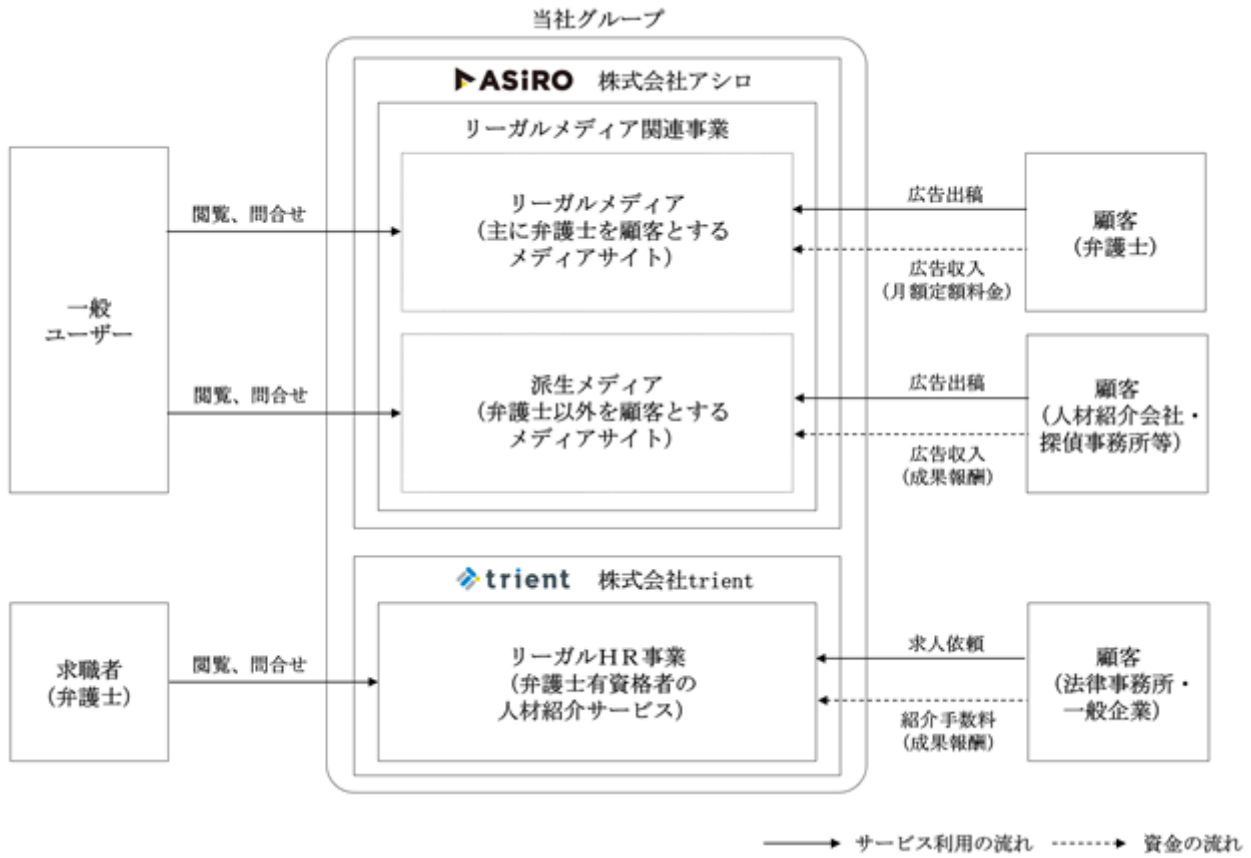 当社グループ
ASiRO 株式会社アシロ
リーガルメディア関連事業
リーガルメディア
(主に弁護士を顧客とする
メディアサイト)
派生メディア
(弁護士以外を顧客とする
メディアサイト)
一般
ユーザー
閲覧、問合せ
閲覧、問合せ
広告出稿
広告収入
(月額定額料金)
顧客
(弁護士)
広告出稿
広告収入
(成果報酬)
顧客
(人材紹介会社・
探偵事務所等)
trient 株式会社trient
リーガルHR事業
(弁護士有資格者の
人材紹介サービス)
求職者
(弁護士)
閲覧、問合せ
求人依頼
紹介手数料
(成果報酬)
顧客
(法律事務所・
一般企業)
サービス利用の流れ
資金の流れ